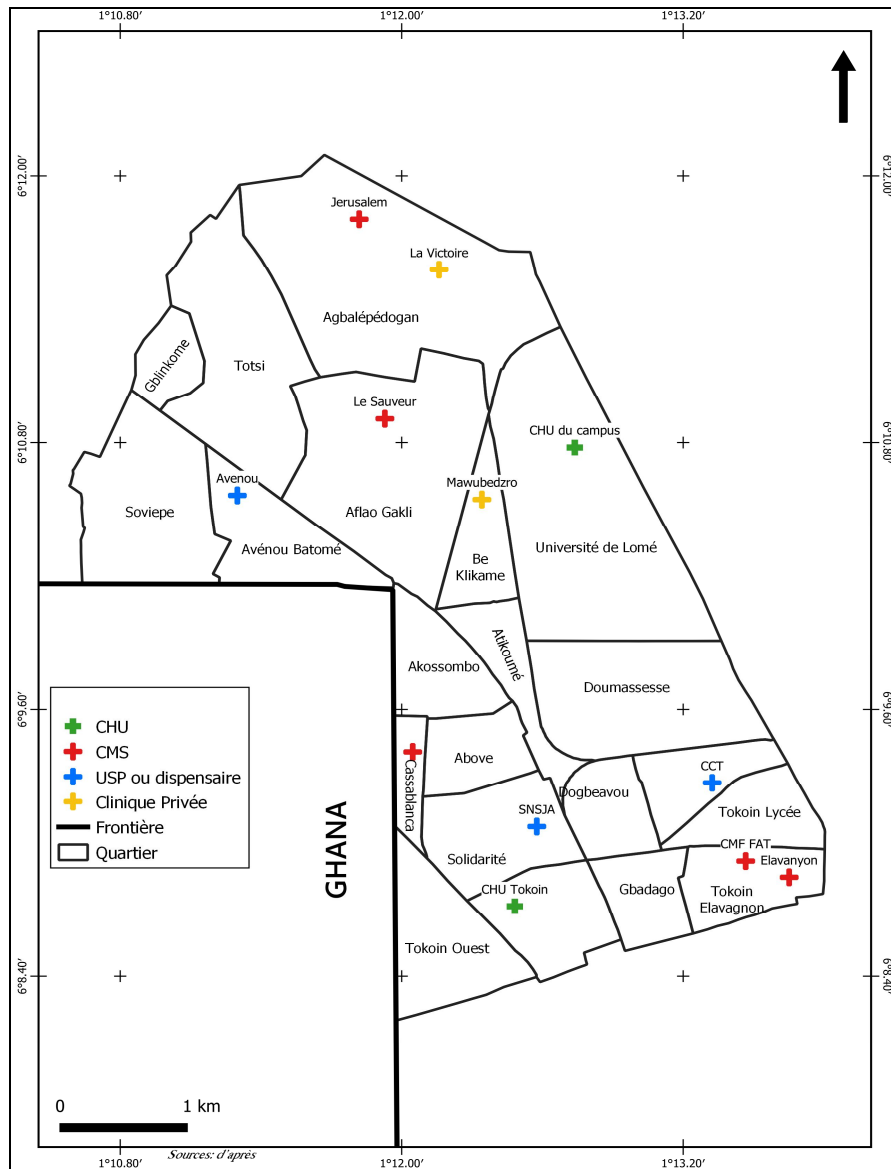 1°10.80′
1°12.00′
1°13.20′
6°12.00′
6°12.00′
Jerusalem
La Victoire
Agbalépédogan
Gblinkome
Totsi
Le Sauveur
CHU du campus
6°10.80′
6°10.80′
Avenou
Mawubedzro
Soviepe
Aflao Gakli
Avénou Batomé
Be
Klikame
Université de Lomé
Atikoumé
Akossombo
Doumassesse
6°9.60′
6°9.60′
CHU
CMS
USP ou dispensaire
Clinique Privée
Frontière
Quartier
GHANA
Cassablanca
Above
CCT
Dogbeavou
SNSJA
Tokoin Lycée
CMF FAT
Elavanyon
Solidarité
CHU Tokoin
Gbadago
Tokoin
Elavagnon
Tokoin Ouest
6°8.40′
6°8.40′
0 1 km
Sources: d'après
1°10.80′
1°12.00′
1°13.20′